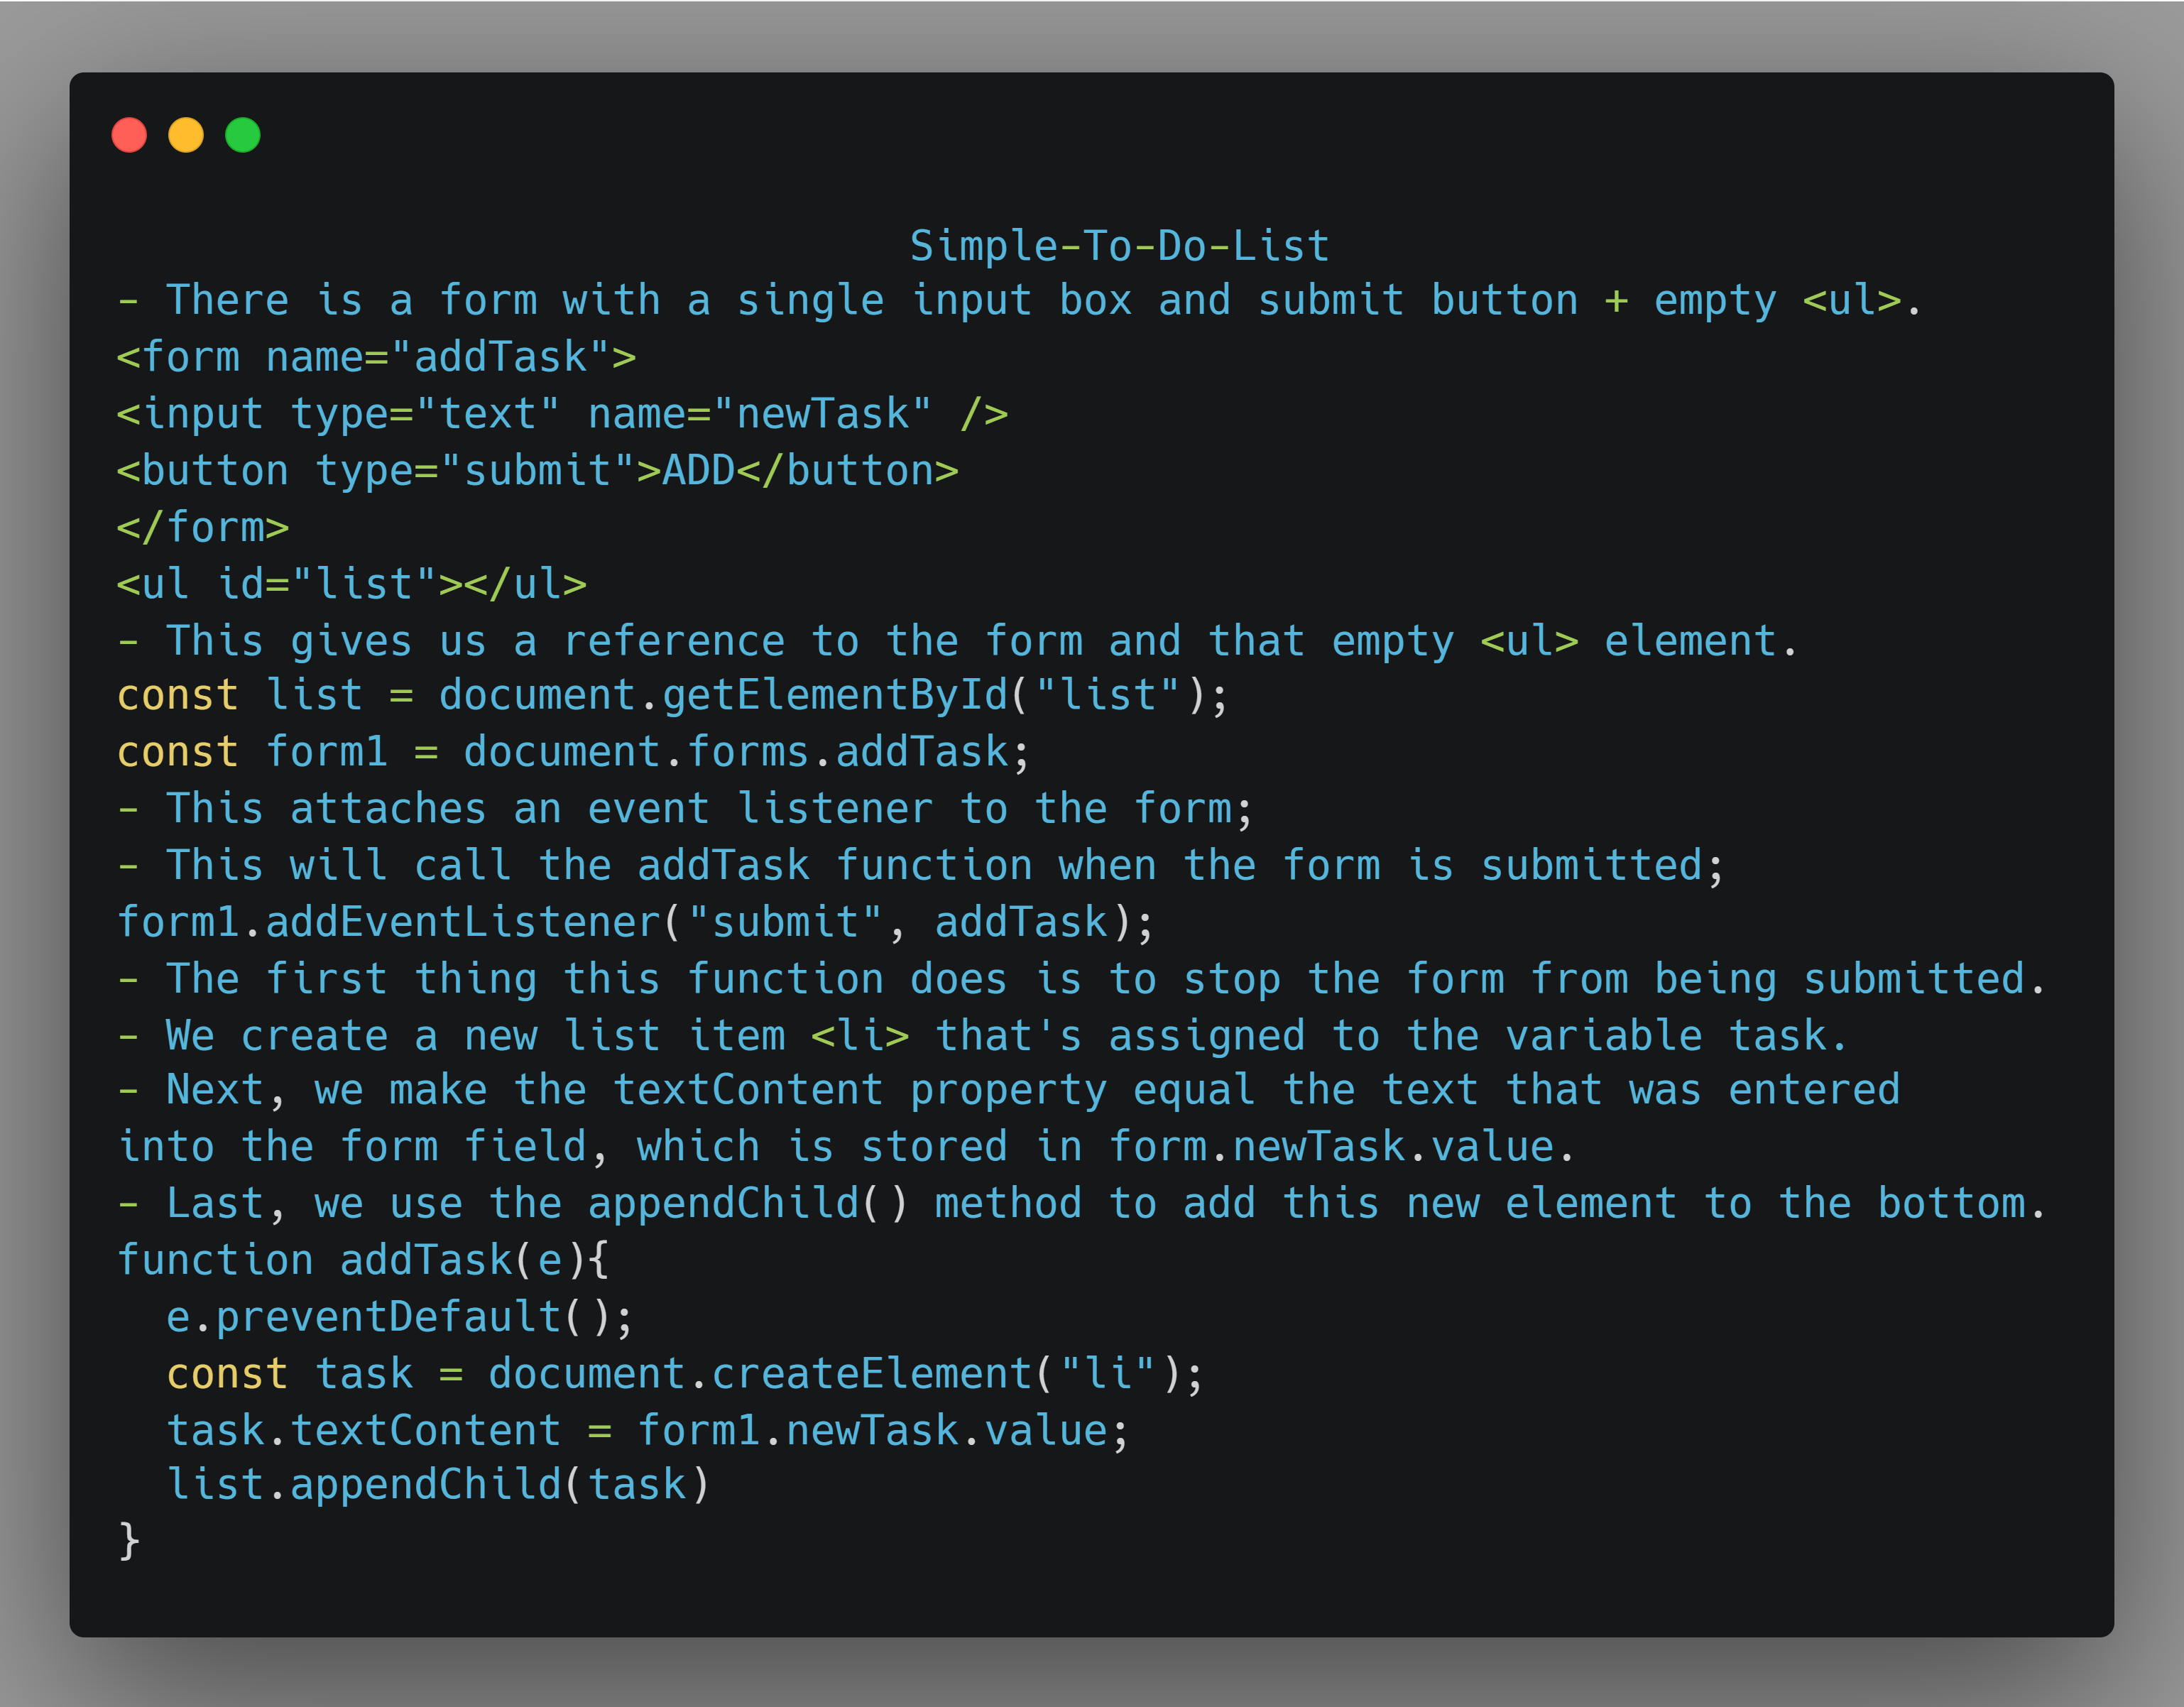 Simple-To-Do-List
- There is a form with a single input box and submit button + empty <ul>.
<form name="addTask">
<input type="text" name="newTask" />
<button type="submit">ADD</button>
</form>
<ul id="list"></ul>
- This gives us a reference to the form and that empty <ul> element.
const list = document.getElementById("list");
const form1 = document.forms.addTask;
- This attaches an event listener to the form;
- This will call the addTask function when the form is submitted;
form1.addEventListener("submit", addTask);
- The first thing this function does is to stop the form from being submitted.
- We create a new list item <li> that's assigned to the variable task.
- Next, we make the textContent property equal the text that was entered
into the form field, which is stored in form.newTask.value.
- Last, we use the appendChild() method to add this new element to the bottom.
function addTask(e){
  e.preventDefault();
  const task = document.createElement("li");
  task.textContent = form1.newTask.value;
  list.appendChild(task)
}